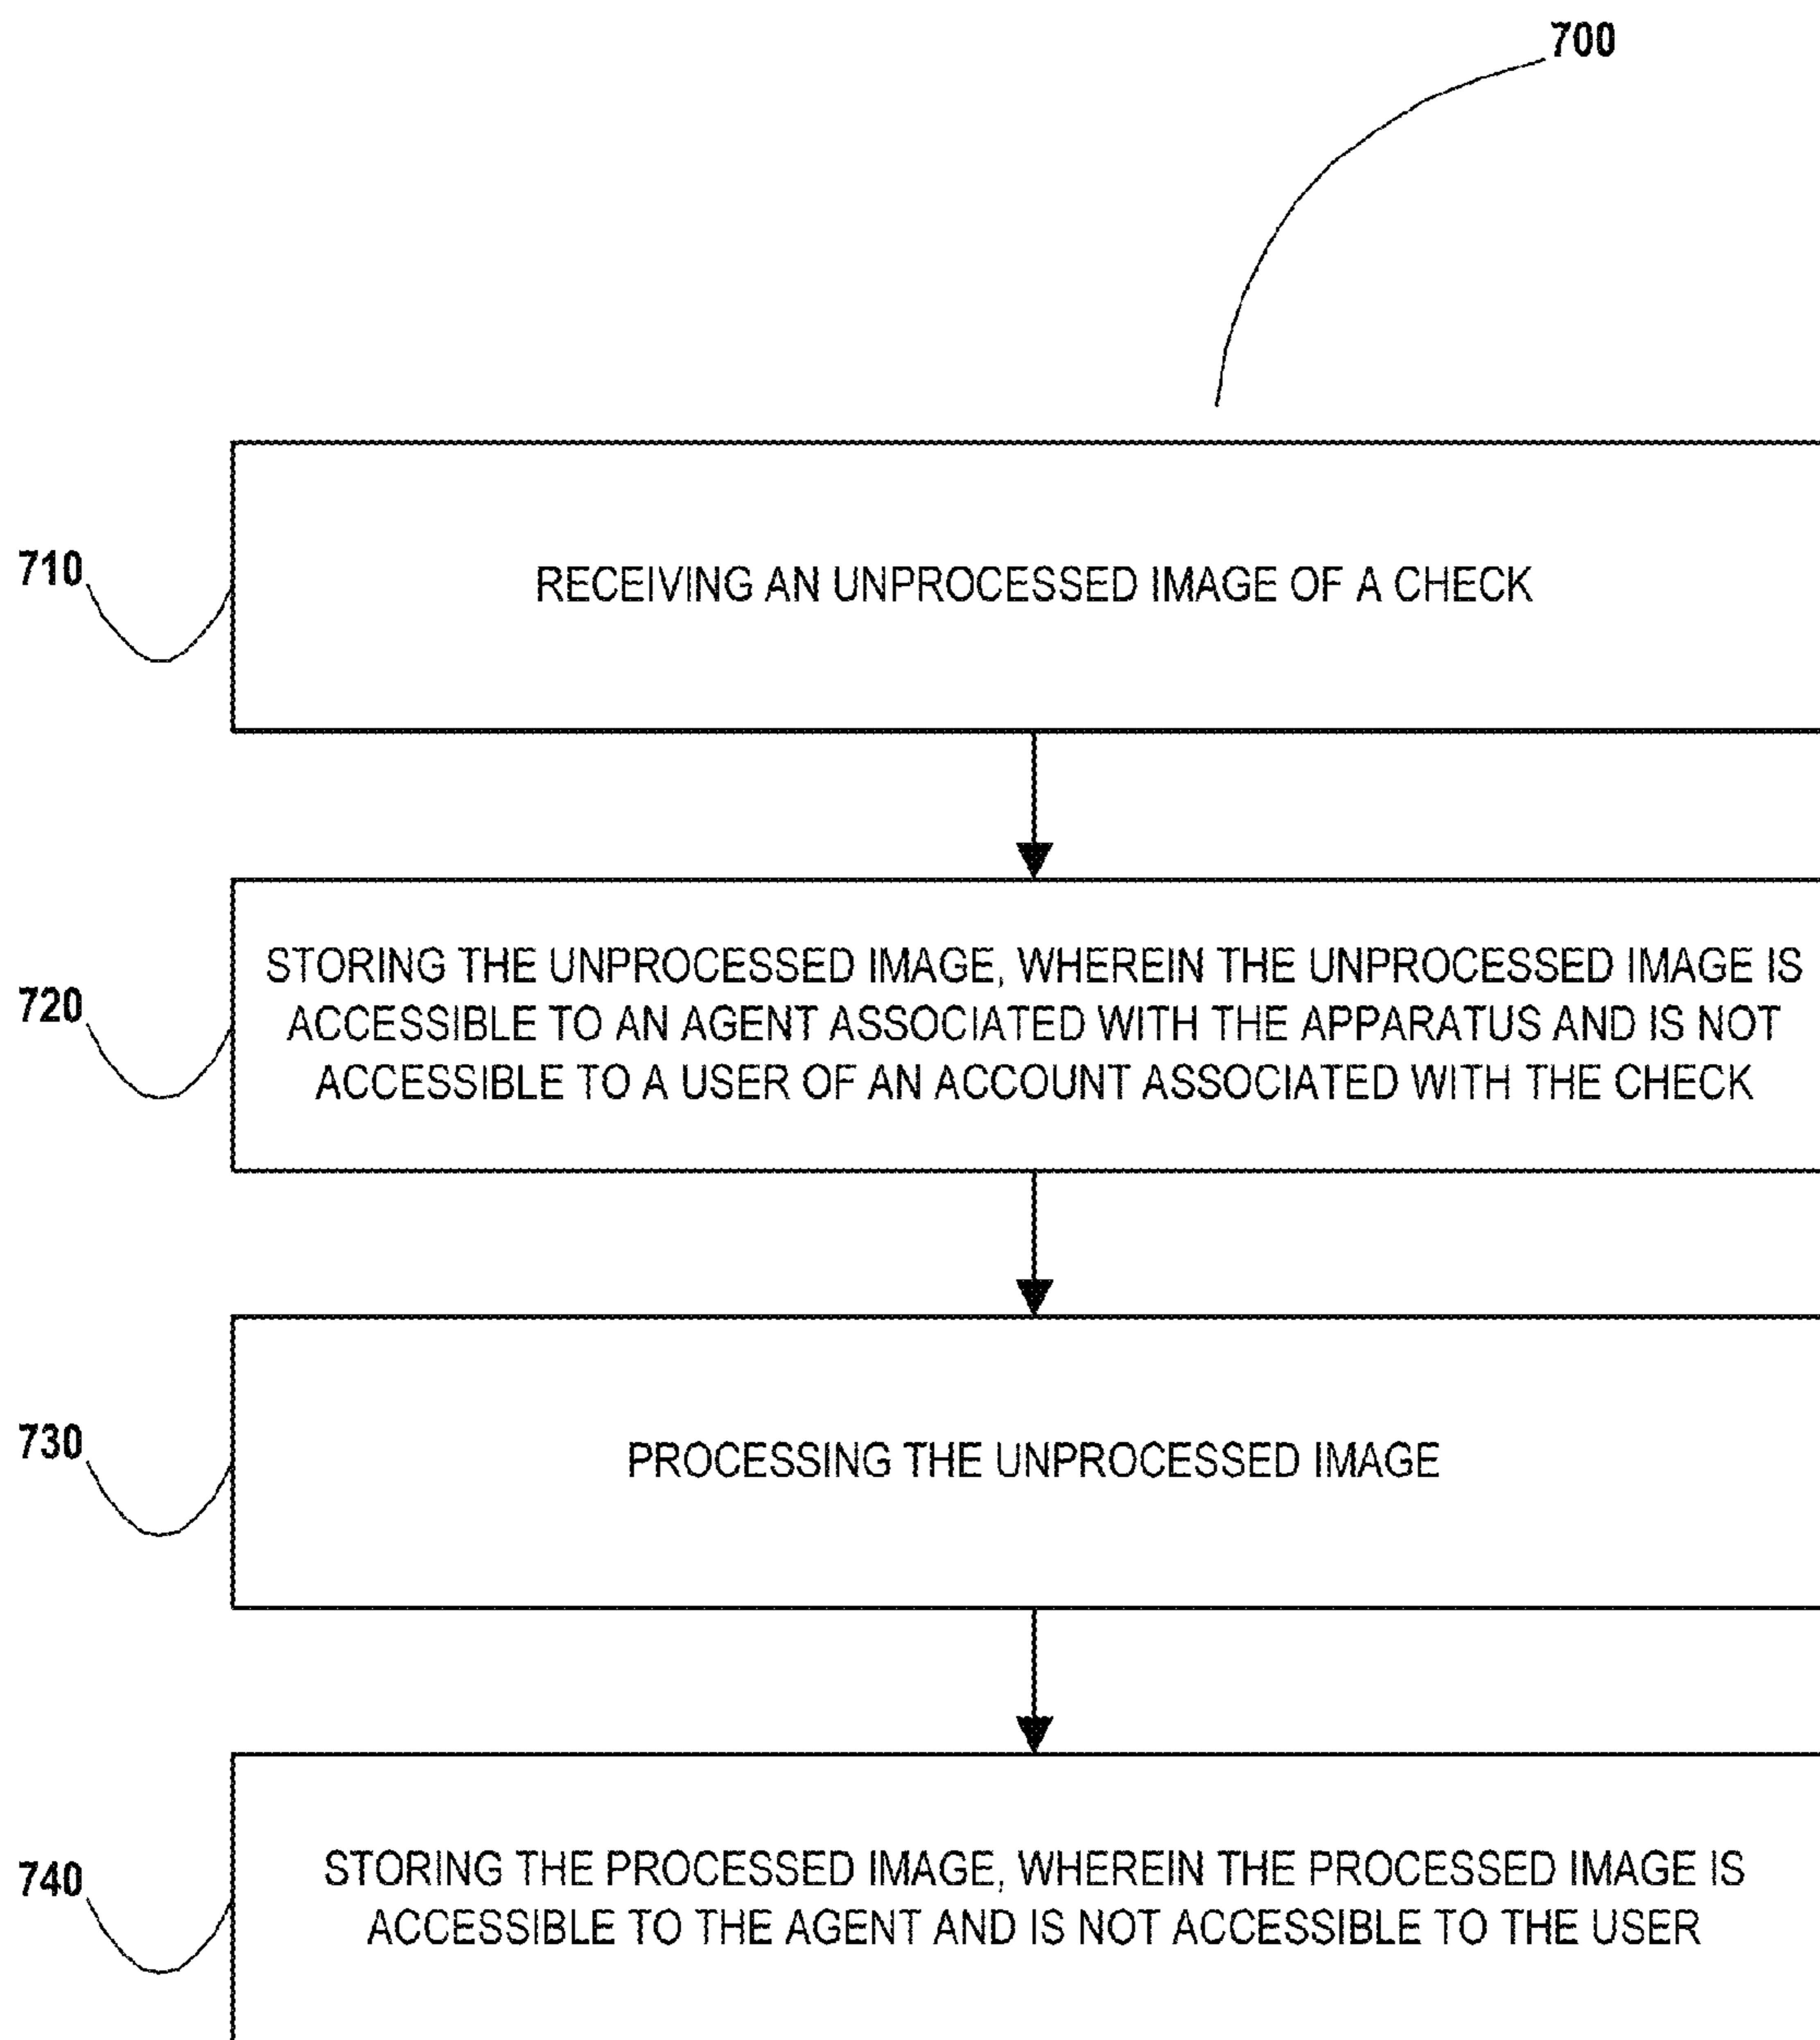 700
710
RECEIVING AN UNPROCESSED IMAGE OF A CHECK
720
STORING THE UNPROCESSED IMAGE, WHEREIN THE UNPROCESSED IMAGE IS
ACCESSIBLE TO AN AGENT ASSOCIATED WITH THE APPARATUS AND IS NOT
ACCESSIBLE TO A USER OF AN ACCOUNT ASSOCIATED WITH THE CHECK
730
PROCESSING THE UNPROCESSED IMAGE
740
STORING THE PROCESSED IMAGE, WHEREIN THE PROCESSED IMAGE IS
ACCESSIBLE TO THE AGENT AND IS NOT ACCESSIBLE TO THE USER